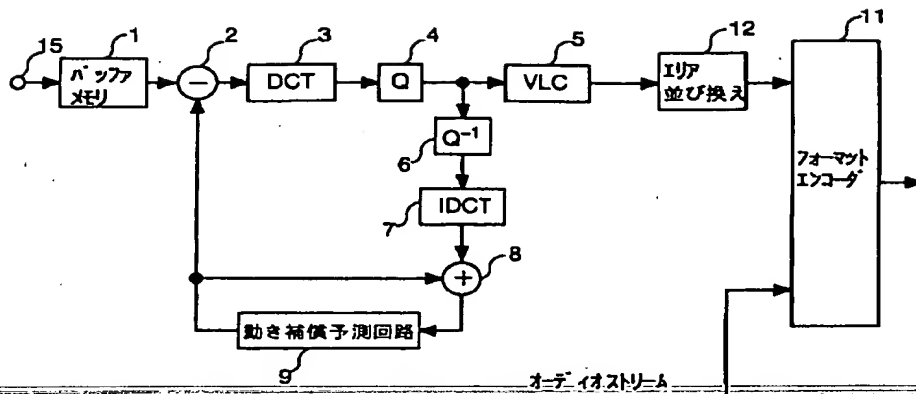 15
1
2
3
4
5
12
11
バッファ
メモリ
−
DCT
Q
VLC
エリア
並び換え
フォーマット
エンコーダ
Q⁻¹
6
IDCT
7
+
8
動き補償予測回路
9
オーディオストリーム